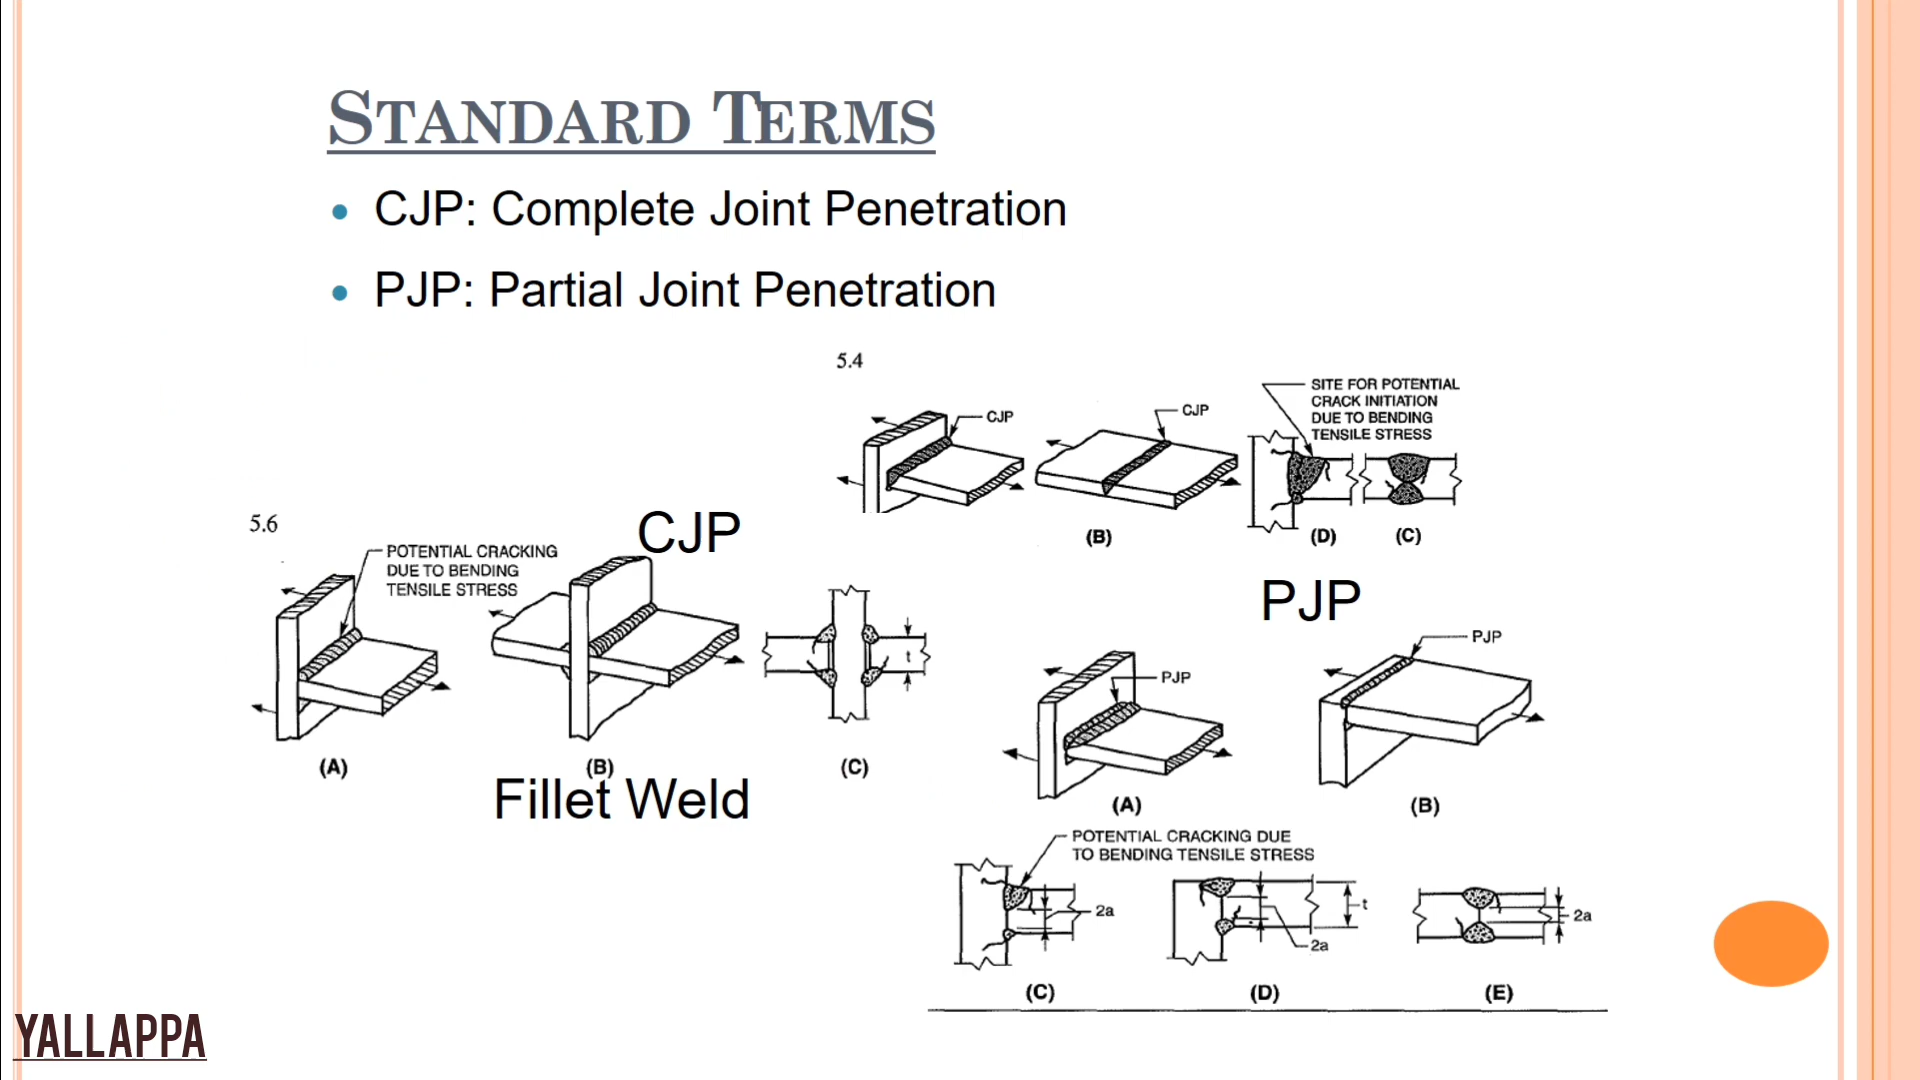 STANDARD TERMS
CJP: Complete Joint Penetration
PJP: Partial Joint Penetration
5.4
CJP
CJP
SITE FOR POTENTIAL
CRACK INITIATION
DUE TO BENDING
TENSILE STRESS
(B)
(D)
(C)
CJP
5.6
POTENTIAL CRACKING
DUE TO BENDING
TENSILE STRESS
t
(A)
(B)
(C)
Fillet Weld
PJP
PJP
PJP
(A)
(B)
POTENTIAL CRACKING DUE
TO BENDING TENSILE STRESS
2a
2a
t
2a
(C)
(D)
(E)
YALLAPPA